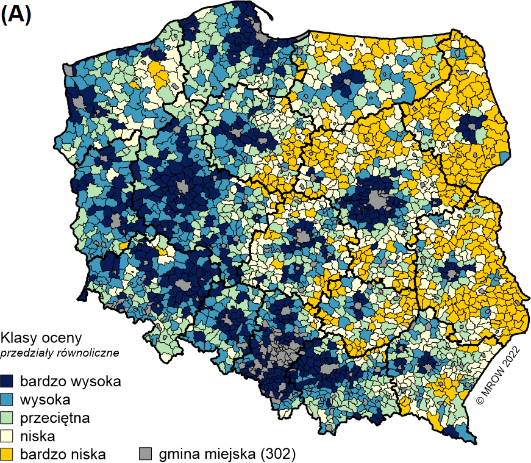 (A)
Klasy oceny
przedziały równoliczne
bardzo wysoka
wysoka
przeciętna
niska
bardzo niska
gmina miejska (302)
© MROW 2022